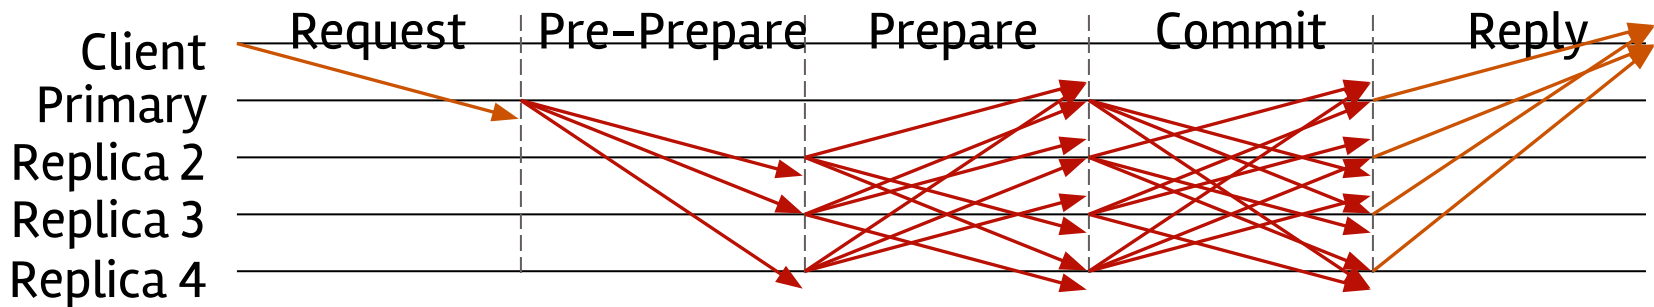 Request Pre-Prepare Prepare Commit Reply
Client
Primary
Replica 2
Replica 3
Replica 4